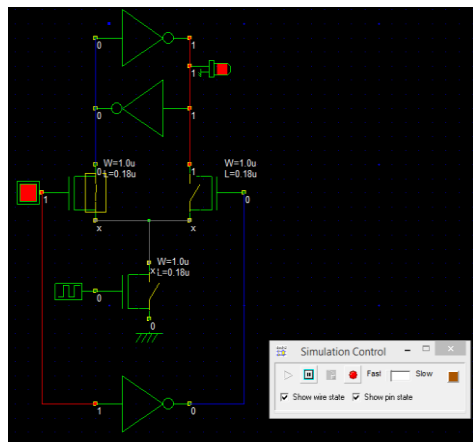 0
1
1
0
1
0
1
W=1.0u
L=0.18u
W=1.0u
L=0.18u
1
0
x
x
x
W=1.0u
L=0.18u
0
0
1
0
Simulation Control
Fast
Slow
Show wire state
Show pin state